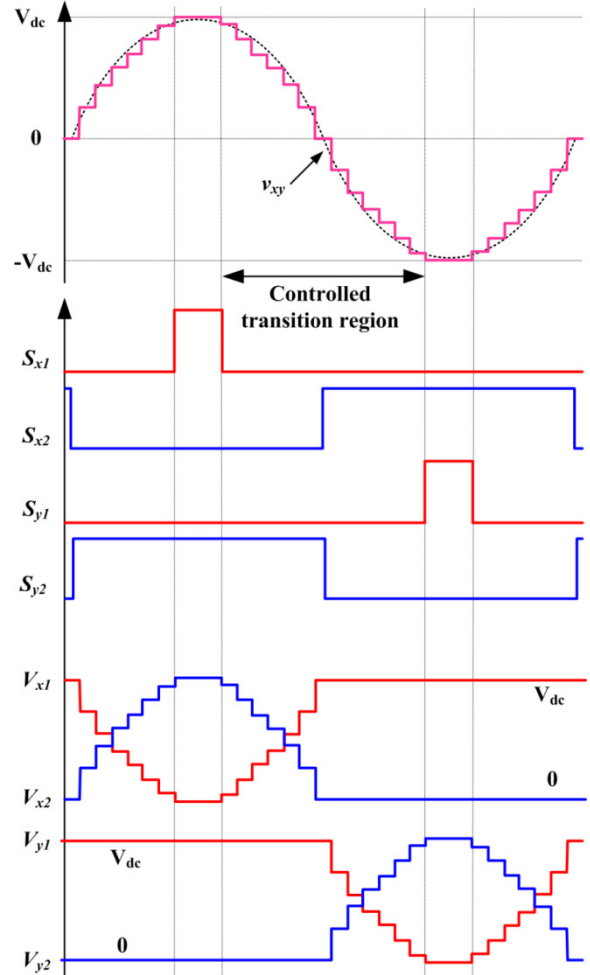 Vdc
0
vxy
-Vdc
Controlled
transition region
Sx1
Sx2
Sy1
Sy2
Vx1
Vdc
Vx2
0
Vy1
Vdc
0
Vy2